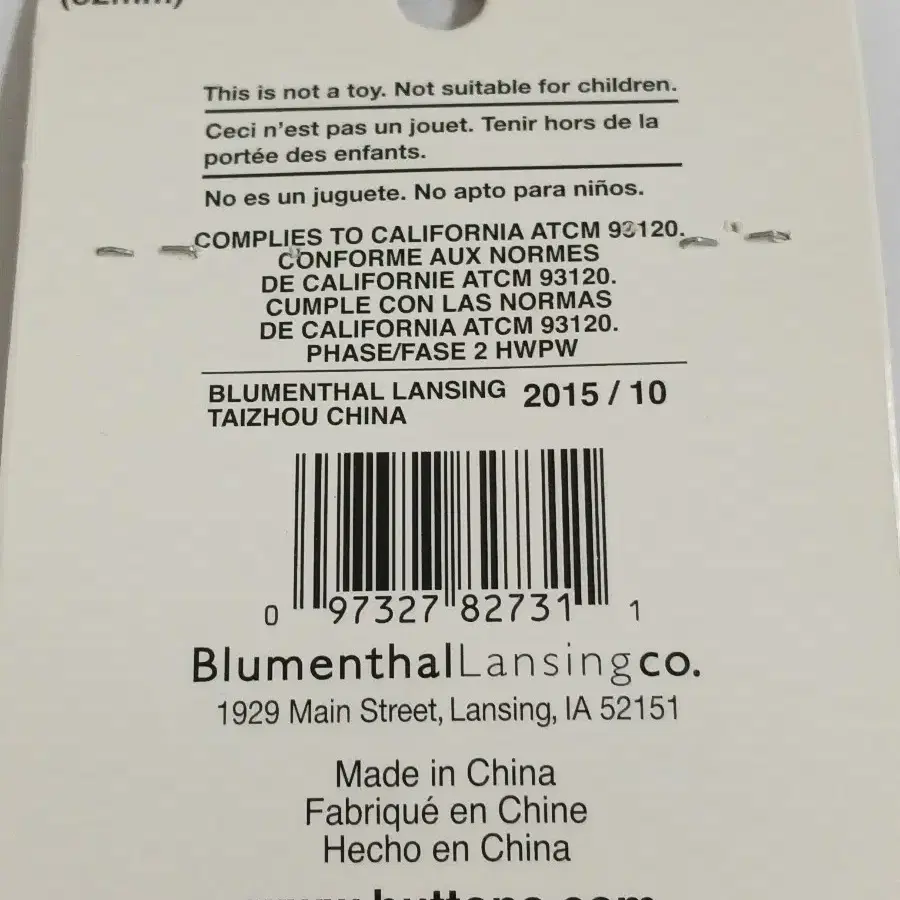 This is not a toy. Not suitable for children.
Ceci n'est pas un jouet. Tenir hors de la
portée des enfants.
No es un juguete. No apto para niños.
COMPLIES TO CALIFORNIA ATCM 93120.
CONFORME AUX NORMES
DE CALIFORNIE ATCM 93120.
CUMPLE CON LAS NORMAS
DE CALIFORNIA ATCM 93120.
PHASE/FASE 2 HWPW
BLUMENTHAL LANSING 2015 / 10
TAIZHOU CHINA
0 97327 82731 1
BlumenthalLansingco.
1929 Main Street, Lansing, IA 52151
Made in China
Fabriqué en Chine
Hecho en China
www.buttons.com